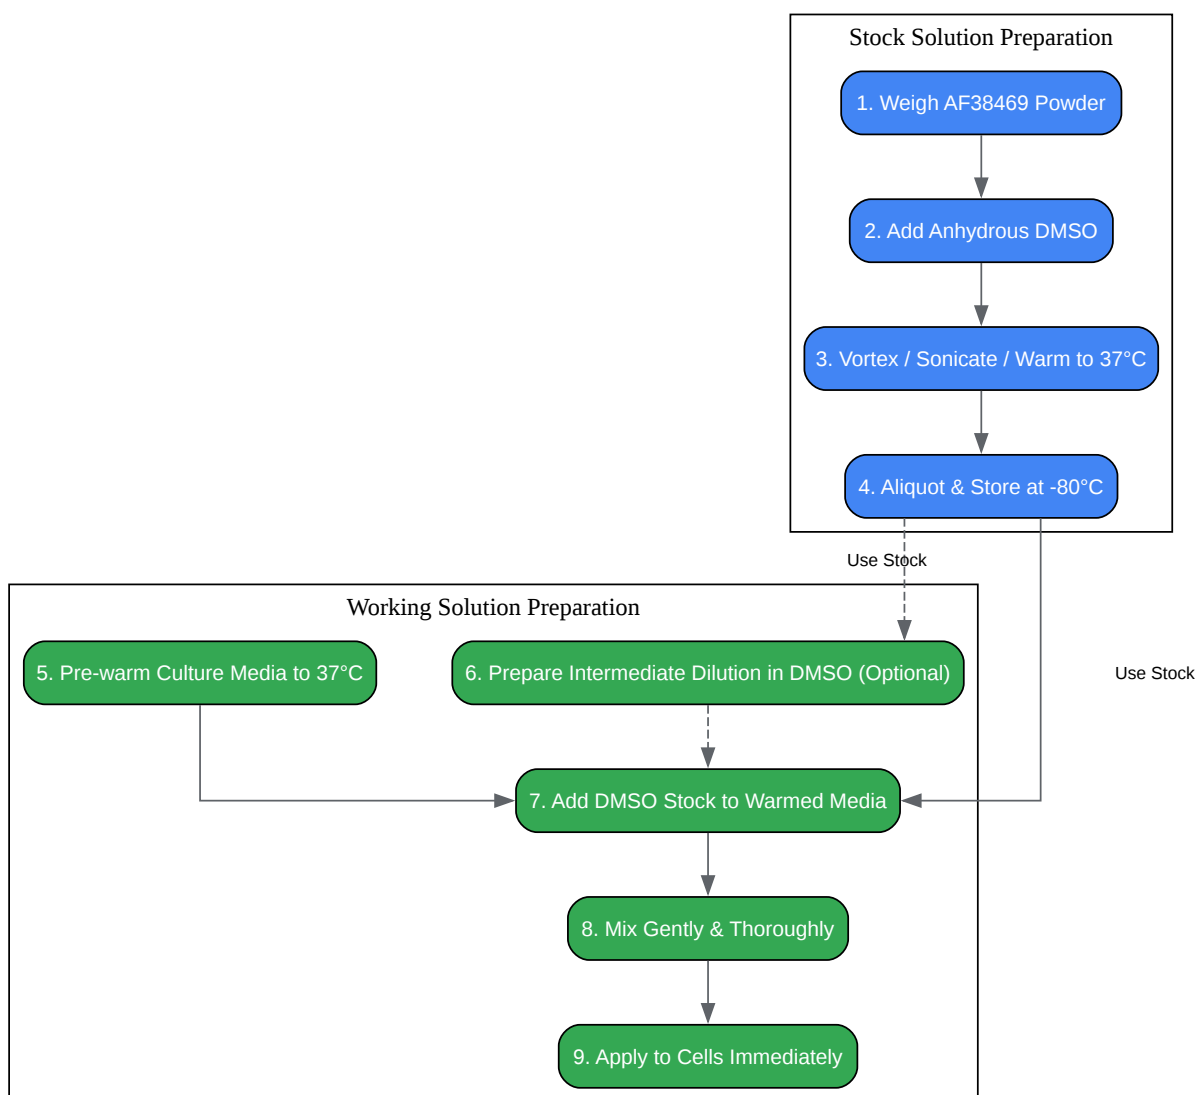 Stock Solution Preparation
1. Weigh AF38469 Powder
2. Add Anhydrous DMSO
3. Vortex / Sonicate / Warm to 37°C
4. Aliquot & Store at -80°C
Use Stock
Working Solution Preparation
5. Pre-warm Culture Media to 37°C
6. Prepare Intermediate Dilution in DMSO (Optional)
Use Stock
7. Add DMSO Stock to Warmed Media
8. Mix Gently & Thoroughly
9. Apply to Cells Immediately